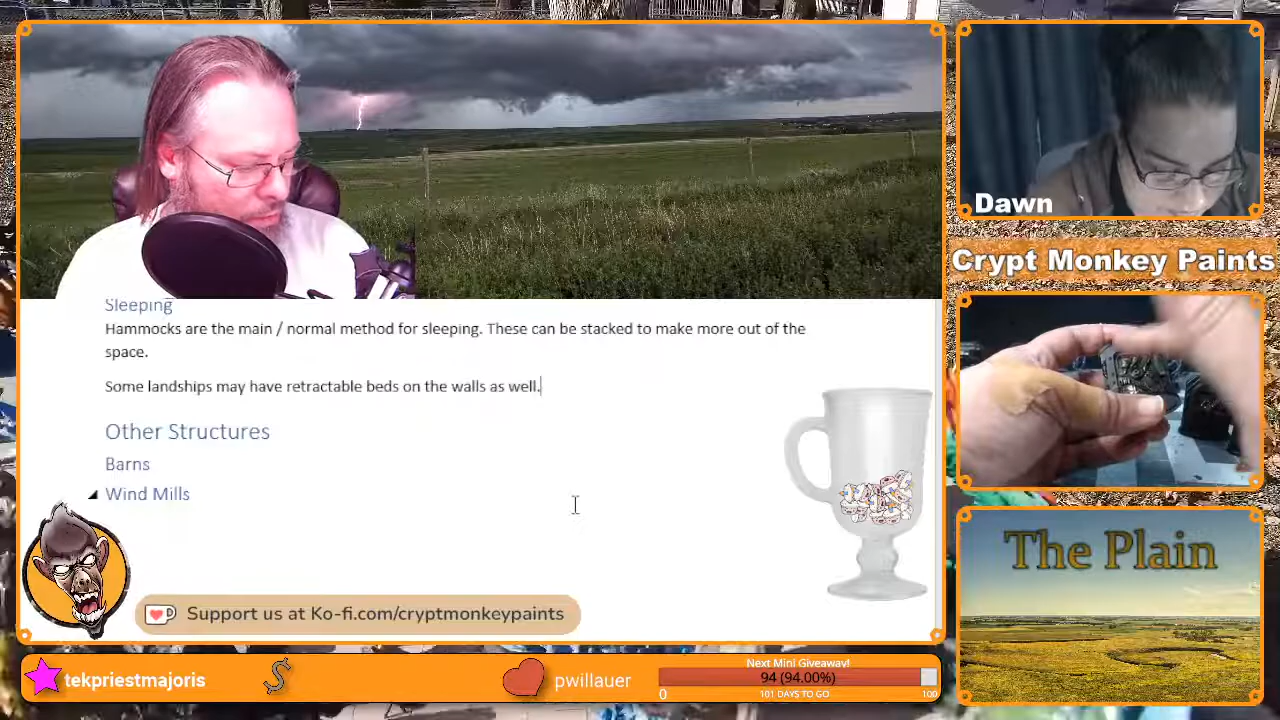 Dawn
Crypt Monkey Paints
Sleeping
Hammocks are the main / normal method for sleeping. These can be stacked to make more out of the
space.
Some landships may have retractable beds on the walls as well.
Other Structures
Barns
Wind Mills
The Plain
Support us at Ko-fi.com/cryptmonkeypaints
tekpriestmajoris
pwillauer
Next Mini Giveaway!
94 (94.00%)
0
101 DAYS TO GO
100